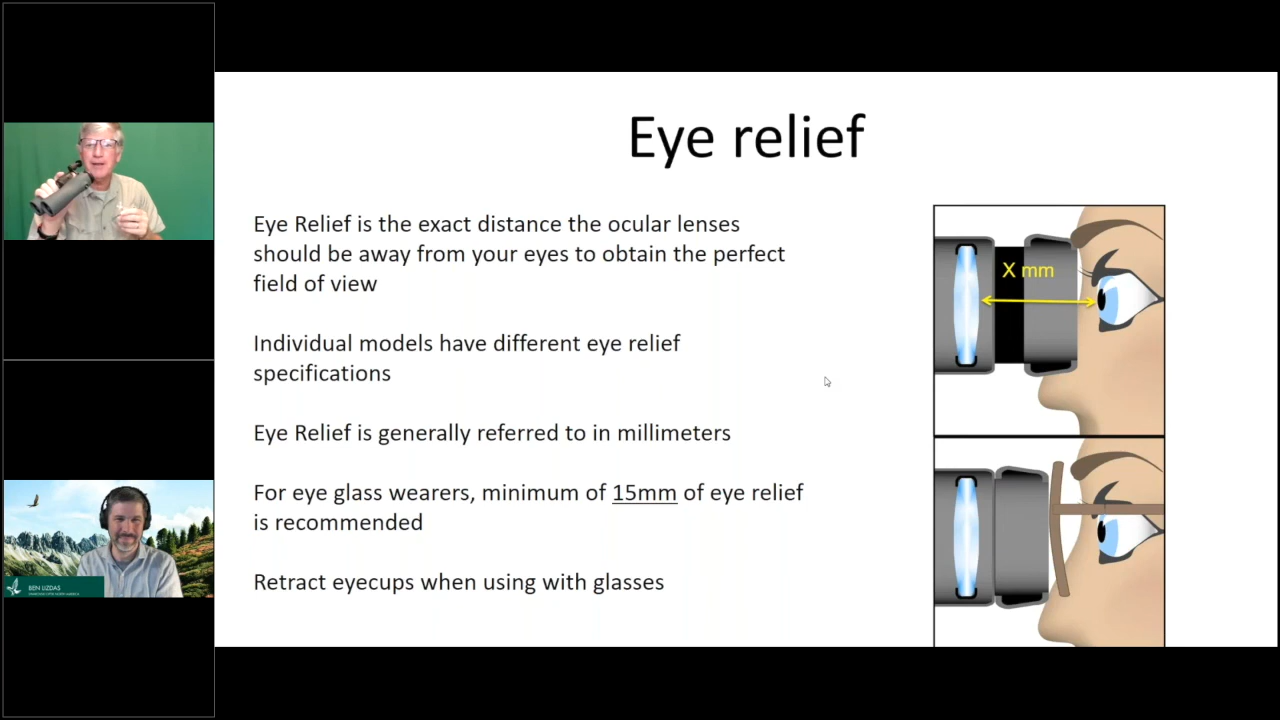 Eye relief
Eye Relief is the exact distance the ocular lenses
should be away from your eyes to obtain the perfect
field of view
Individual models have different eye relief
specifications
Eye Relief is generally referred to in millimeters
For eye glass wearers, minimum of 15mm of eye relief
is recommended
Retract eyecups when using with glasses
X mm
BEN LIZDAS